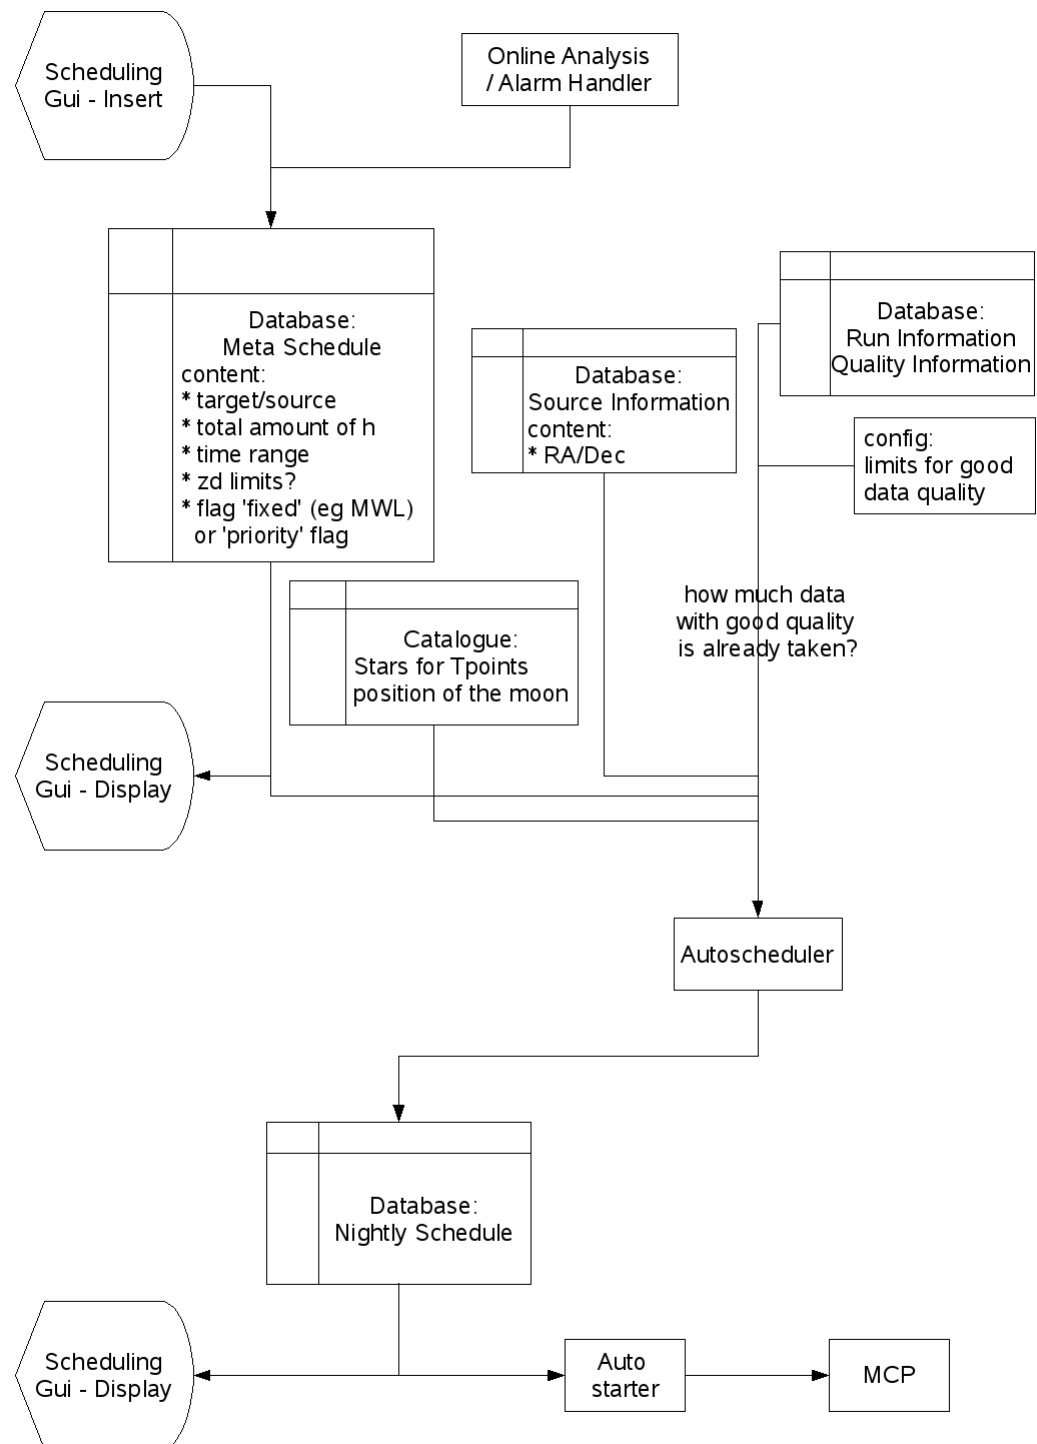 Scheduling
Gui - Insert
Online Analysis
/ Alarm Handler
Database:
Meta Schedule
content:
* target/source
* total amount of h
* time range
* zd limits?
* flag 'fixed' (eg MWL)
or 'priority' flag
Database:
Source Information
content:
* RA/Dec
Database:
Run Information
Quality Information
config:
limits for good
data quality
how much data
with good quality
is already taken?
Catalogue:
Stars for Tpoints
position of the moon
Scheduling
Gui - Display
Autoscheduler
Database:
Nightly Schedule
Scheduling
Gui - Display
Auto
starter
MCP